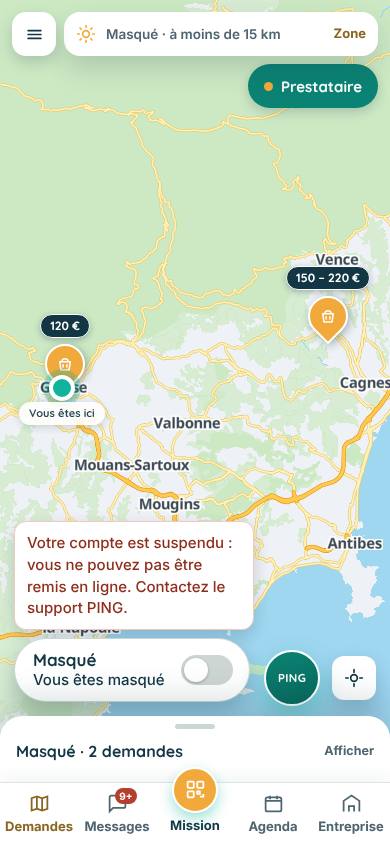 Masqué · à moins de 15 km
Zone
Prestataire
Vence
150 – 220 €
120 €
Cagnes
Vous êtes ici
Valbonne
Mouans-Sartoux
Mougins
Antibes
Votre compte est suspendu :
vous ne pouvez pas être
remis en ligne. Contactez le
support PING.
la Napoule
Masqué
Vous êtes masqué
PING
Masqué · 2 demandes
Afficher
9+
Demandes
Messages
Mission
Agenda
Entreprise